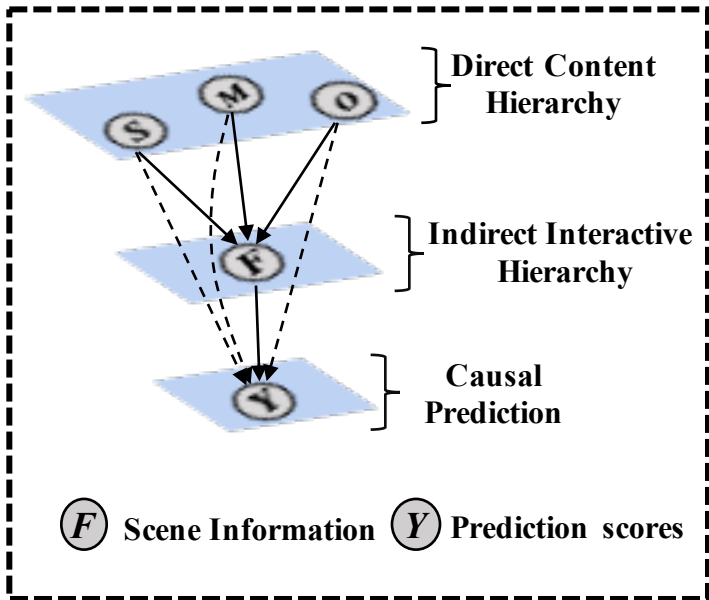 S M O
Direct Content
Hierarchy
F
Indirect Interactive
Hierarchy
Y
Causal
Prediction
F Scene Information Y Prediction scores